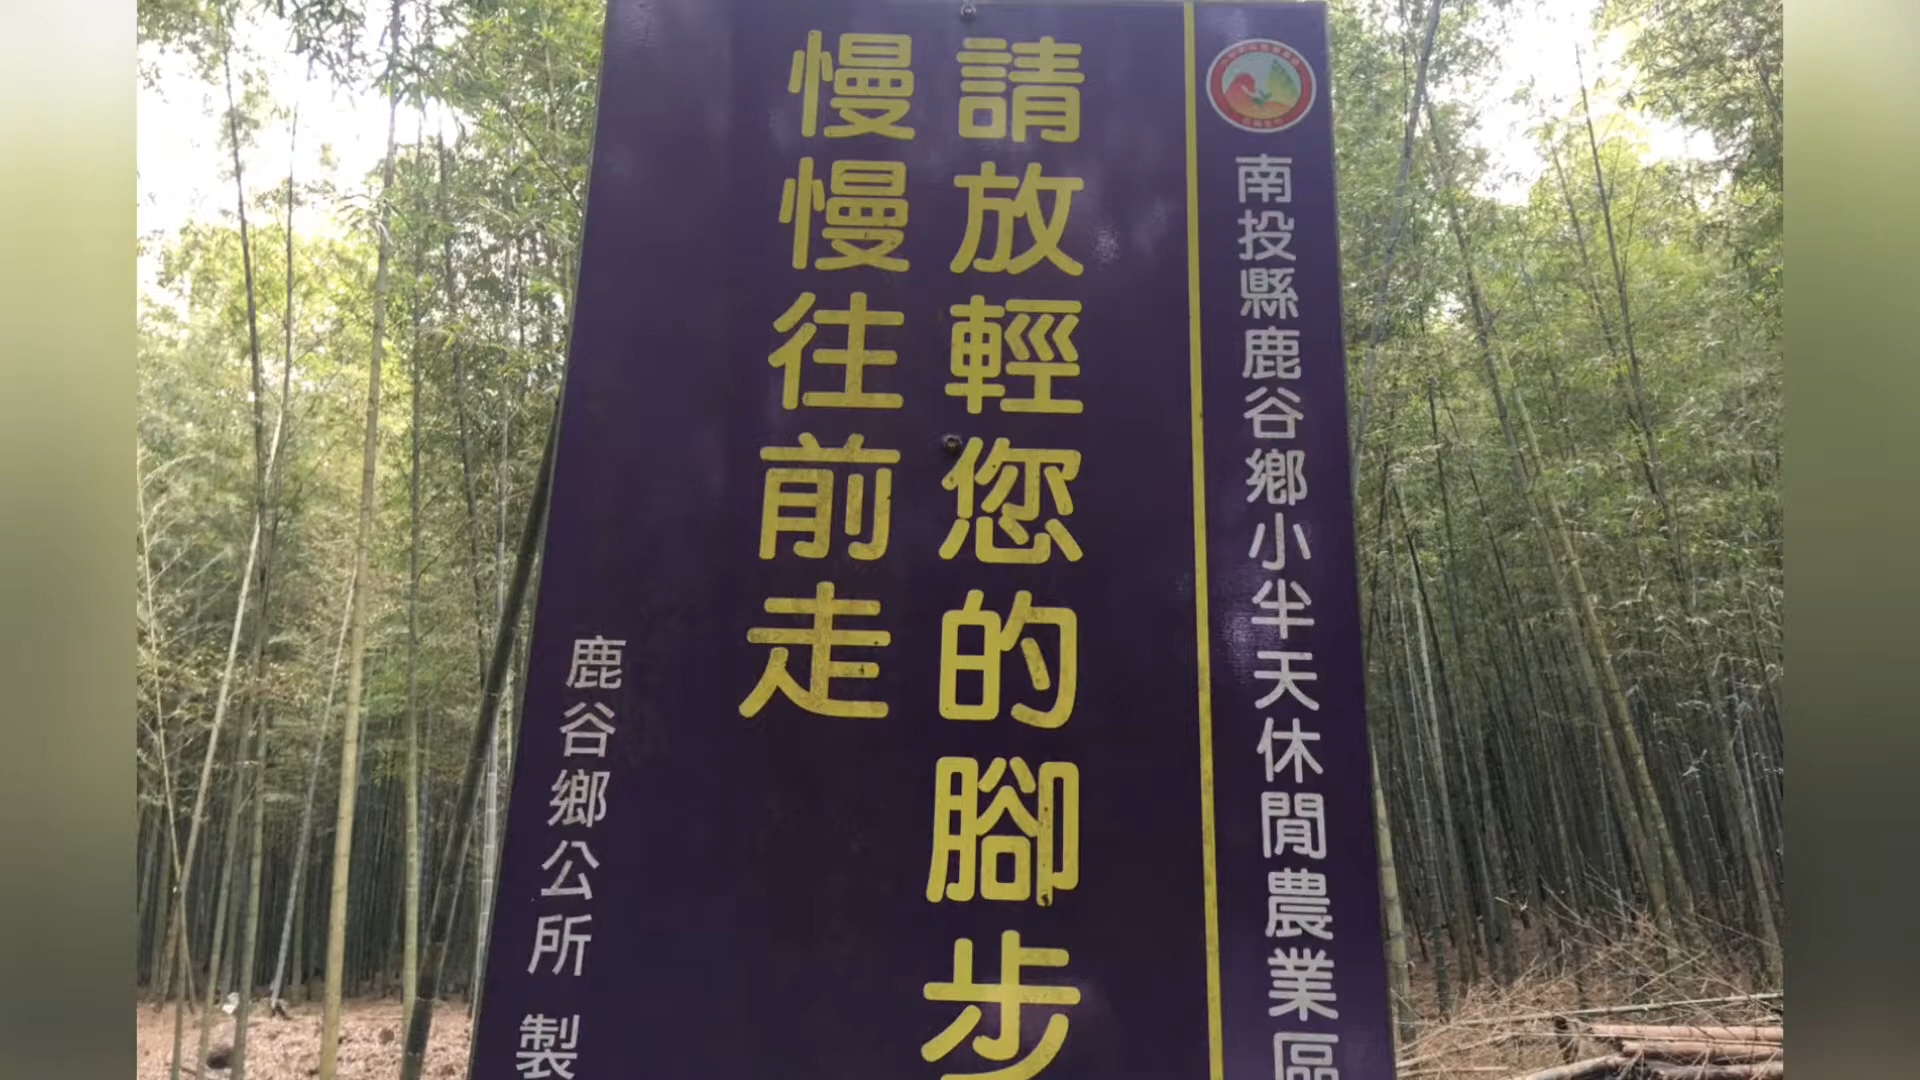 南投縣鹿谷鄉小半天休閒農業區
請放輕您的腳步
慢慢往前走
鹿谷鄉公所 製